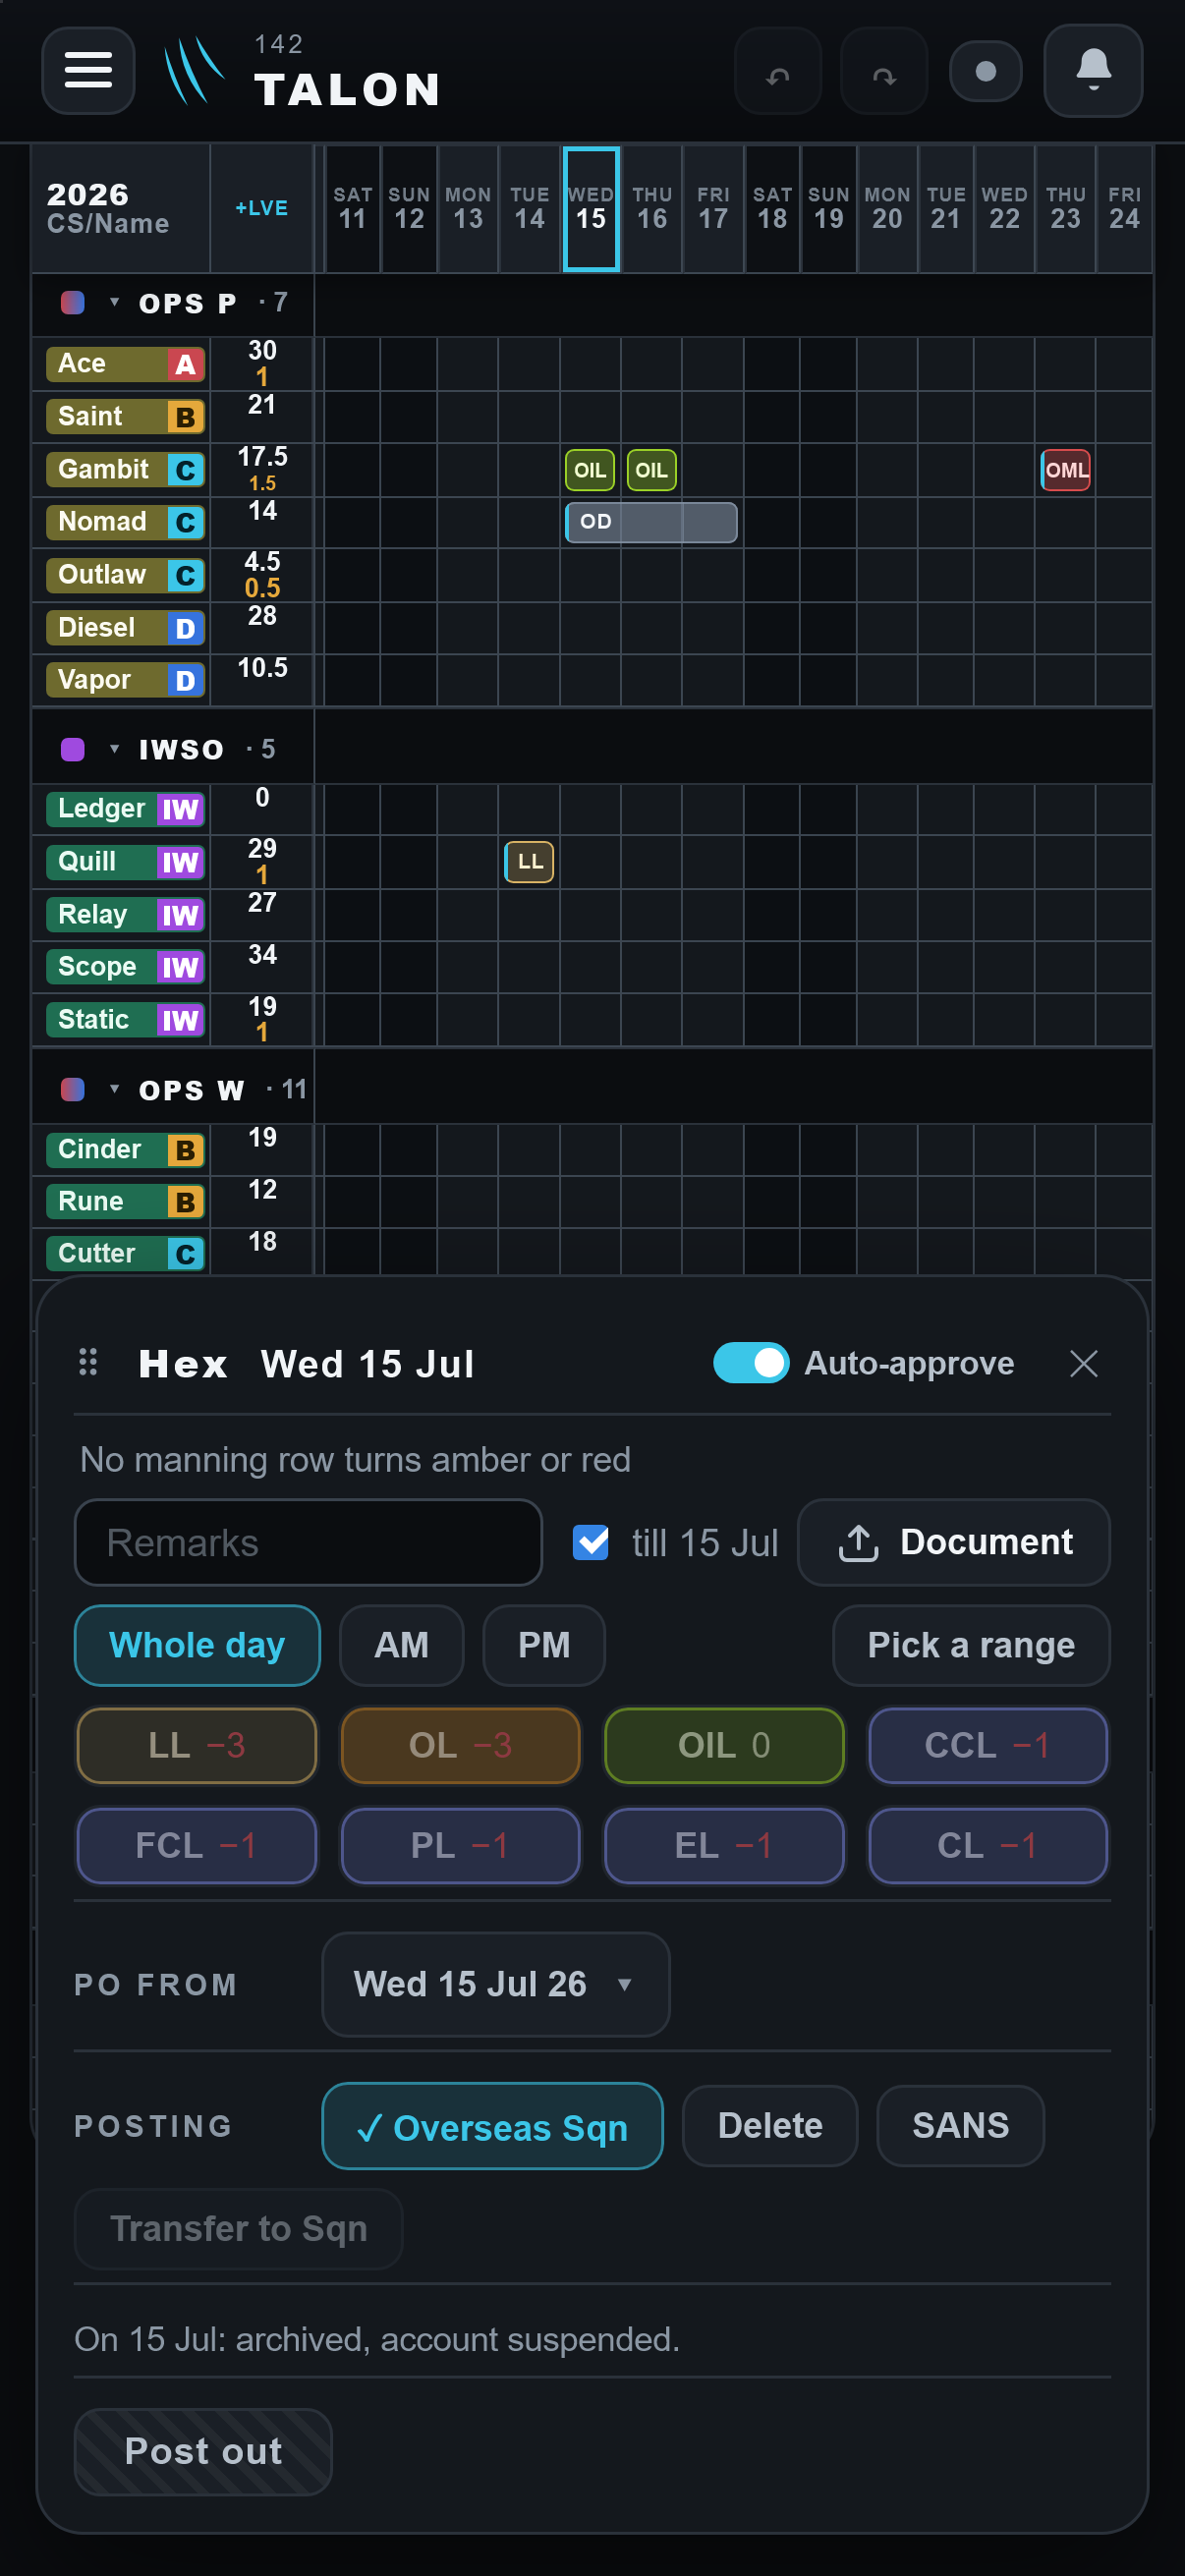 142
TALON
2026
CS/Name
+LVE
SAT 11
SUN 12
MON 13
TUE 14
WED 15
THU 16
FRI 17
SAT 18
SUN 19
MON 20
TUE 21
WED 22
THU 23
FRI 24
▼ OPS P · 7
Ace A 30 1
Saint B 21
Gambit C 17.5 1.5 OIL OIL OML
Nomad C 14 OD
Outlaw C 4.5 0.5
Diesel D 28
Vapor D 10.5
▼ IWSO · 5
Ledger IW 0
Quill IW 29 1 LL
Relay IW 27
Scope IW 34
Static IW 19 1
▼ OPS W · 11
Cinder B 19
Rune B 12
Cutter C 18
Hex Wed 15 Jul Auto-approve
No manning row turns amber or red
Remarks till 15 Jul Document
Whole day AM PM Pick a range
LL −3 OL −3 OIL 0 CCL −1
FCL −1 PL −1 EL −1 CL −1
PO FROM Wed 15 Jul 26 ▼
POSTING ✓ Overseas Sqn Delete SANS
Transfer to Sqn
On 15 Jul: archived, account suspended.
Post out